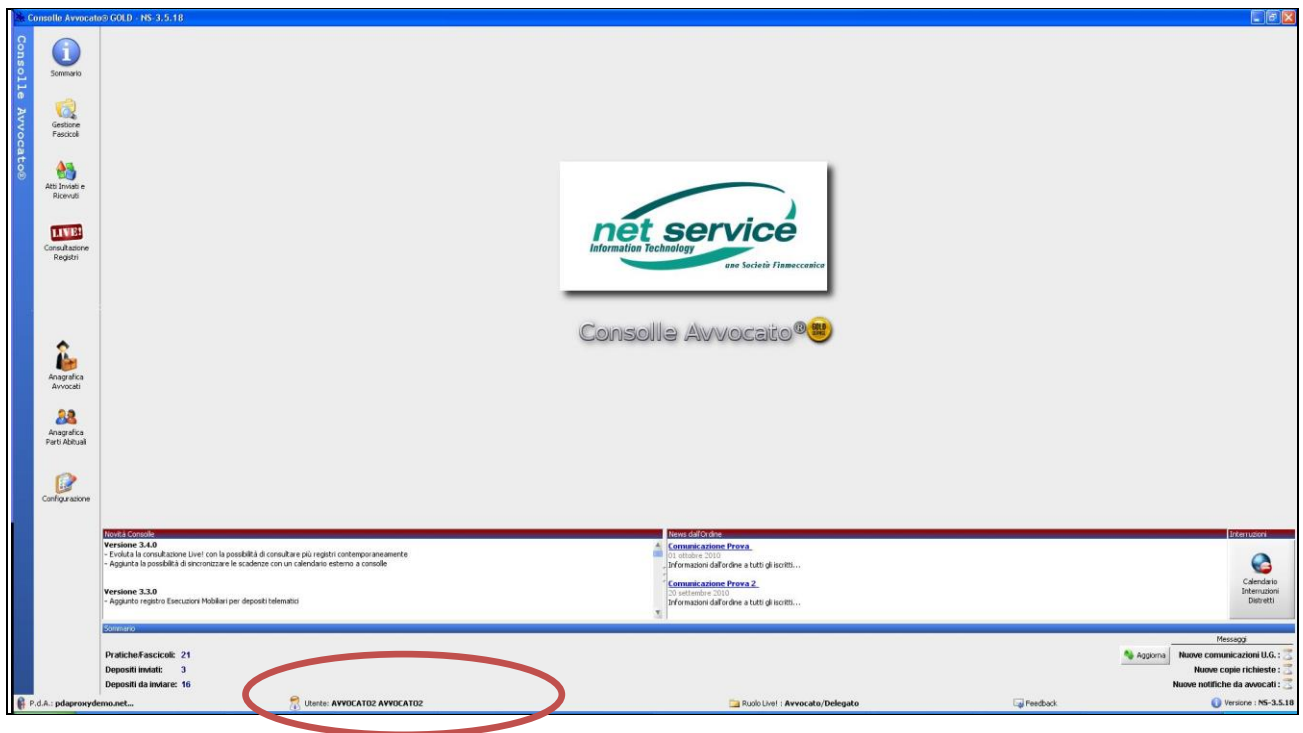 Consolle Avvocato® GOLD - NS-3.5.18
Consolle Avvocato®
Sommario
Gestione
Fascicoli
Atti Inviati e
Ricevuti
LIVE!
Consultazione
Registri
Anagrafica
Avvocati
Anagrafica
Parti Abituali
Configurazione
net service
Information Technology
una Società Finmeccanica
Consolle Avvocato®
GOLD
Novità Consolle
Versione 3.4.0
- Evoluta la consultazione Live! con la possibilità di consultare più registri contemporaneamente
- Aggiunta la possibilità di sincronizzare le scadenze con un calendario esterno a consolle
Versione 3.3.0
- Aggiunto registro Esecuzioni Mobiliari per depositi telematici
News dall'Ordine
Comunicazione Prova
01 ottobre 2010
Informazioni dall'ordine a tutti gli iscritti...
Comunicazione Prova 2
20 settembre 2010
Informazioni dall'ordine a tutti gli iscritti...
Interruzioni
Calendario
Interruzioni
Distretti
Sommario
Pratiche/Fascicoli: 21
Depositi inviati: 3
Depositi da inviare: 16
Messaggi
Aggiorna
Nuove comunicazioni U.G. :
Nuove copie richieste :
Nuove notifiche da avvocati :
P.d.A.: pdaproxydemo.net...
Utente: AVVOCATO2 AVVOCATO2
Ruolo Live! : Avvocato/Delegato
Feedback
Versione : NS-3.5.18